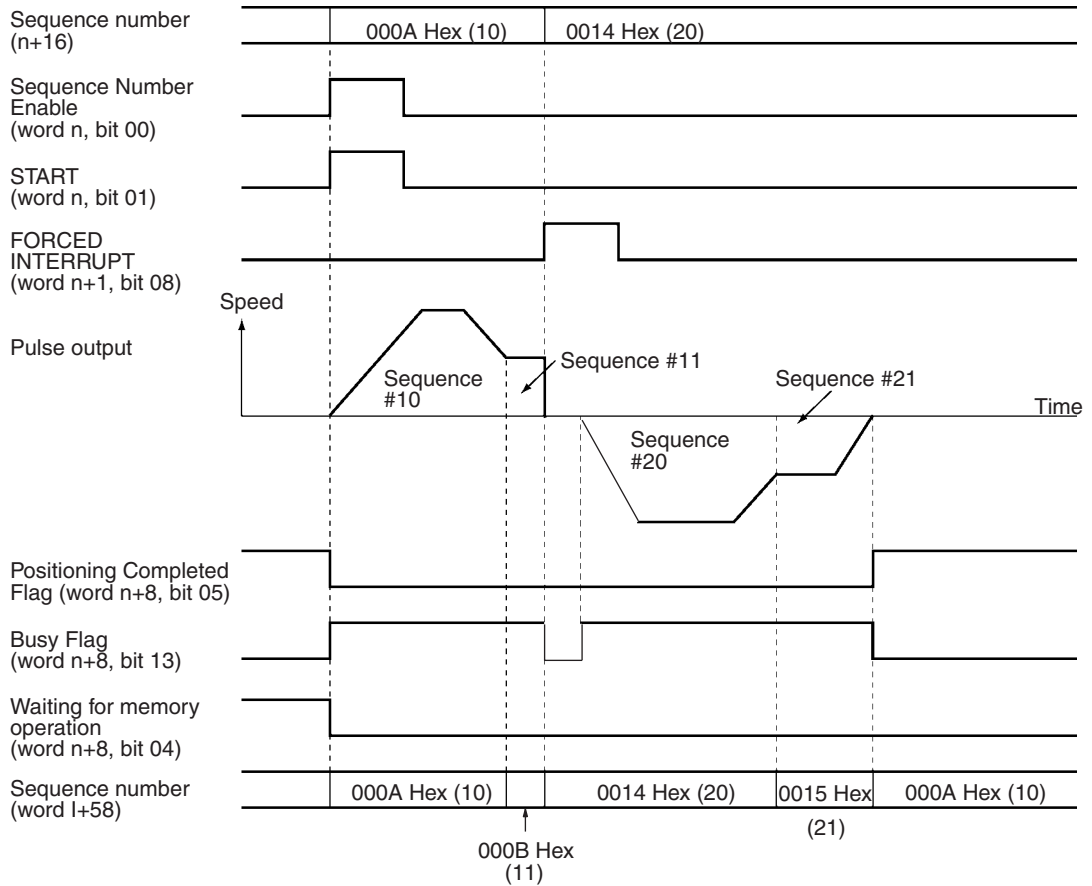 Sequence number
(n+16)
000A Hex (10)
0014 Hex (20)
Sequence Number
Enable
(word n, bit 00)
START
(word n, bit 01)
FORCED
INTERRUPT
(word n+1, bit 08)
Speed
Pulse output
Sequence
#10
Sequence #11
Sequence #21
Time
Sequence
#20
Positioning Completed
Flag (word n+8, bit 05)
Busy Flag
(word n+8, bit 13)
Waiting for memory
operation
(word n+8, bit 04)
Sequence number
(word I+58)
000A Hex (10)
0014 Hex (20)
0015 Hex
(21)
000A Hex (10)
000B Hex
(11)